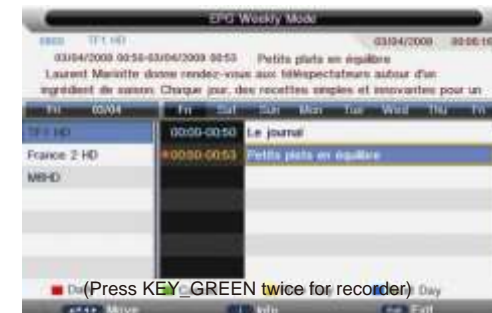 EPG Weekly Mode
TF1 HD 03/04/2009 00:06:16
03/04/2009 00:50-03/04/2009 00:53 Petits plats en équilibre
Laurent Mariotte donne rendez-vous aux téléspectateurs autour d'un
ingrédient de saison. Chaque jour, des recettes simples et innovantes pour un
Fri 03/04 Fri Sat Sun Mon Tue Wed Thu Fri
TF1 HD 00:00-00:50 Le journal
France 2 HD 00:50-00:53 Petits plats en équilibre
M6HD
(Press KEY_GREEN twice for recorder) Day
Move Info Exit